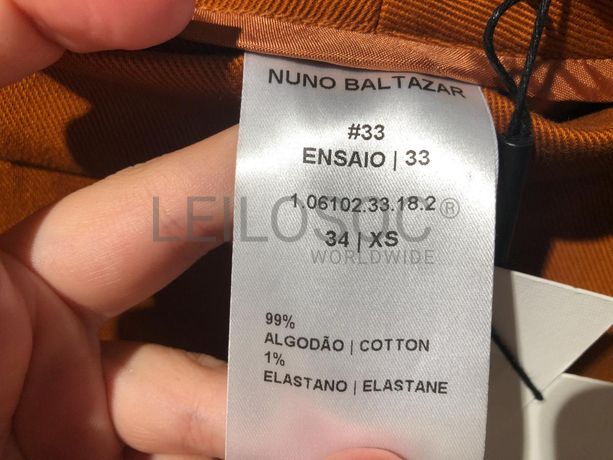 NUNO BALTAZAR
#33
ENSAIO | 33
1.06102.33.18.2
LEILOSOC®
34 | XS
WORLDWIDE
99%
ALGODÃO | COTTON
1%
ELASTANO | ELASTANE